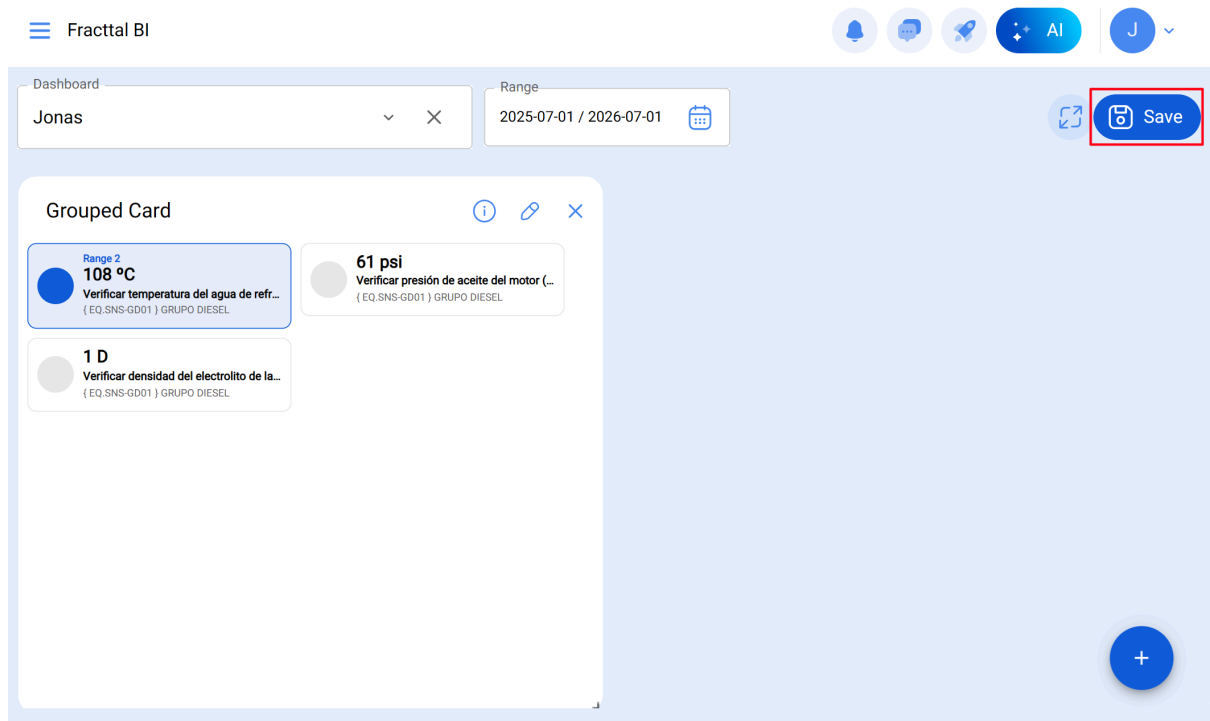 Fracttal BI
AI
J
Dashboard
Jonas
Range
2025-07-01 / 2026-07-01
Save
Grouped Card
Range 2
108 ºC
Verificar temperatura del agua de refr...
{ EQ.SNS-GD01 } GRUPO DIESEL
61 psi
Verificar presión de aceite del motor (...
{ EQ.SNS-GD01 } GRUPO DIESEL
1 D
Verificar densidad del electrolito de la...
{ EQ.SNS-GD01 } GRUPO DIESEL